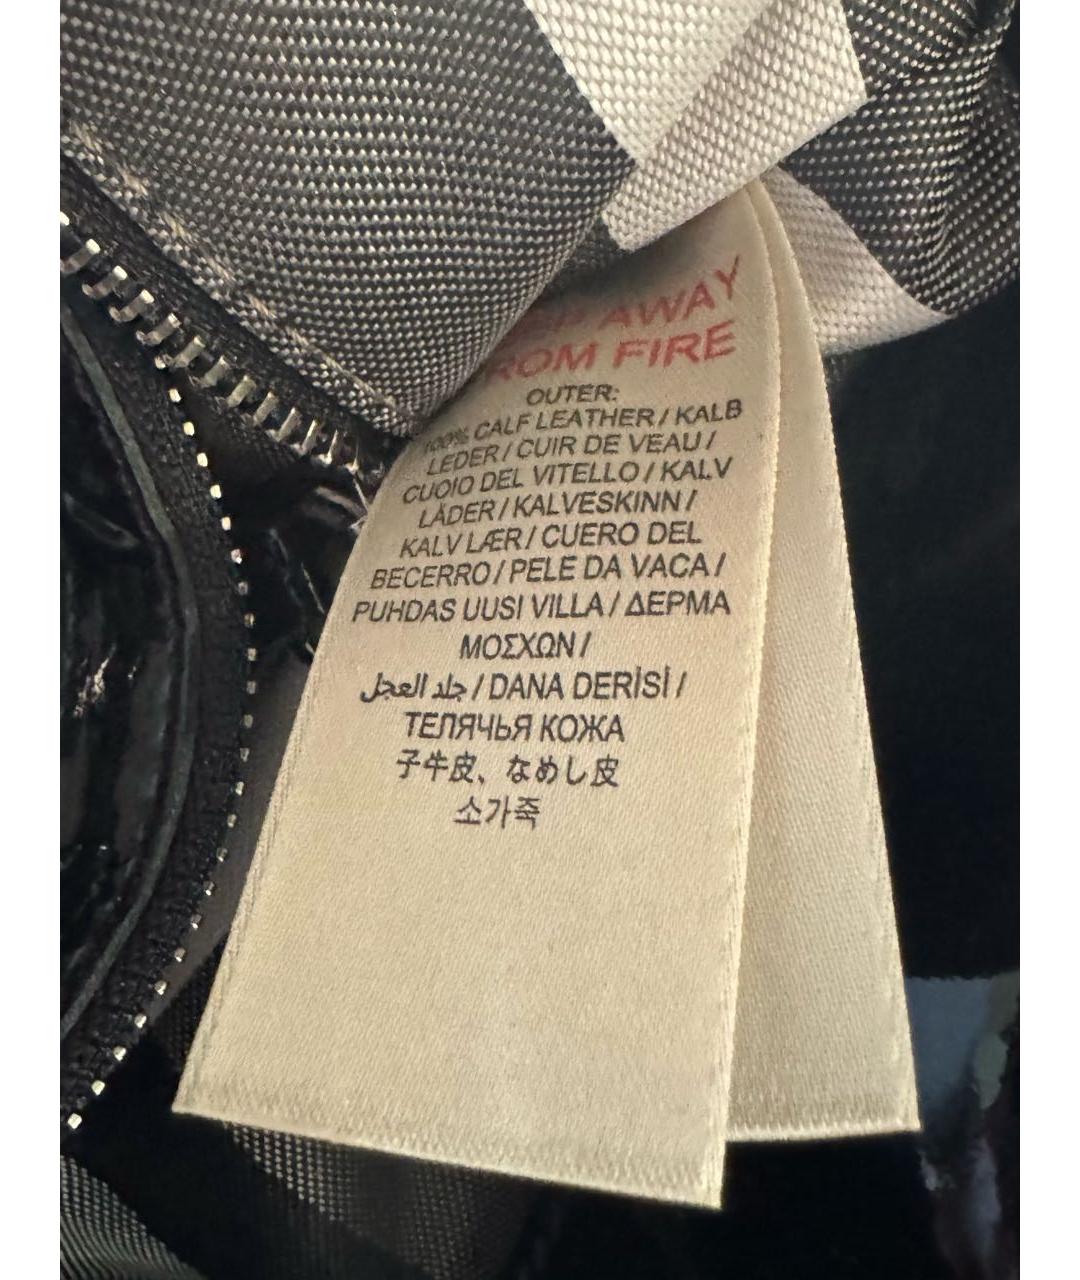 AWAY
FIRE
OUTER:
100% CALF LEATHER / KALB
LEDER / CUIR DE VEAU /
CUOIO DEL VITELLO / KALV
LÄDER / KALVESKINN /
KALV LÆR / CUERO DEL
BECERRO / PELE DA VACA /
PUHDAS UUSI VILLA / ΔΕΡΜΑ
ΜΟΣΧΩΝ /
جلد العجل / DANA DERİSİ /
ТЕЛЯЧЬЯ КОЖА
子牛皮、なめし皮
소가죽